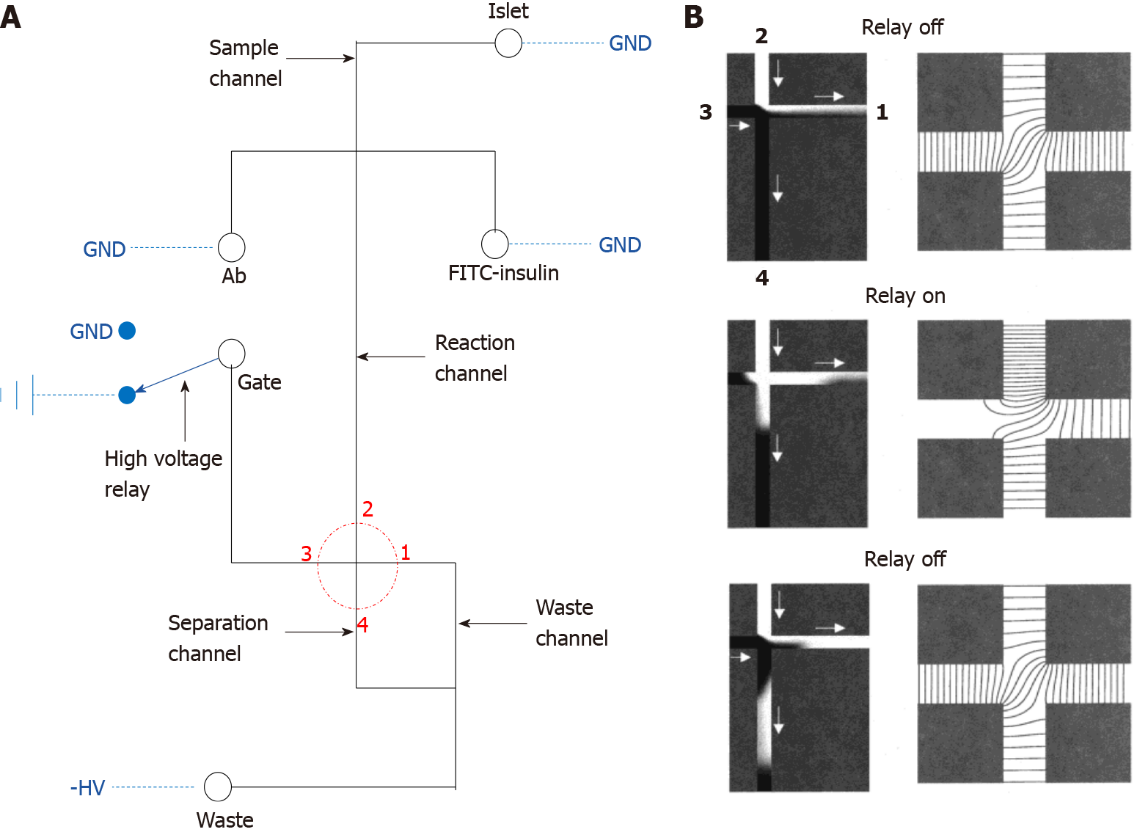 A
Islet
GND
Sample
channel
GND
Ab
FITC-insulin
GND
GND
Gate
Reaction
channel
High voltage
relay
2
3
1
4
Separation
channel
Waste
channel
-HV
Waste
B
Relay off
2
3
1
4
Relay on
Relay off